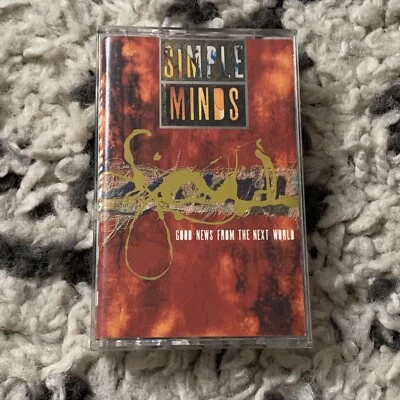 SIMPLE
MINDS
GOOD NEWS FROM THE NEXT WORLD